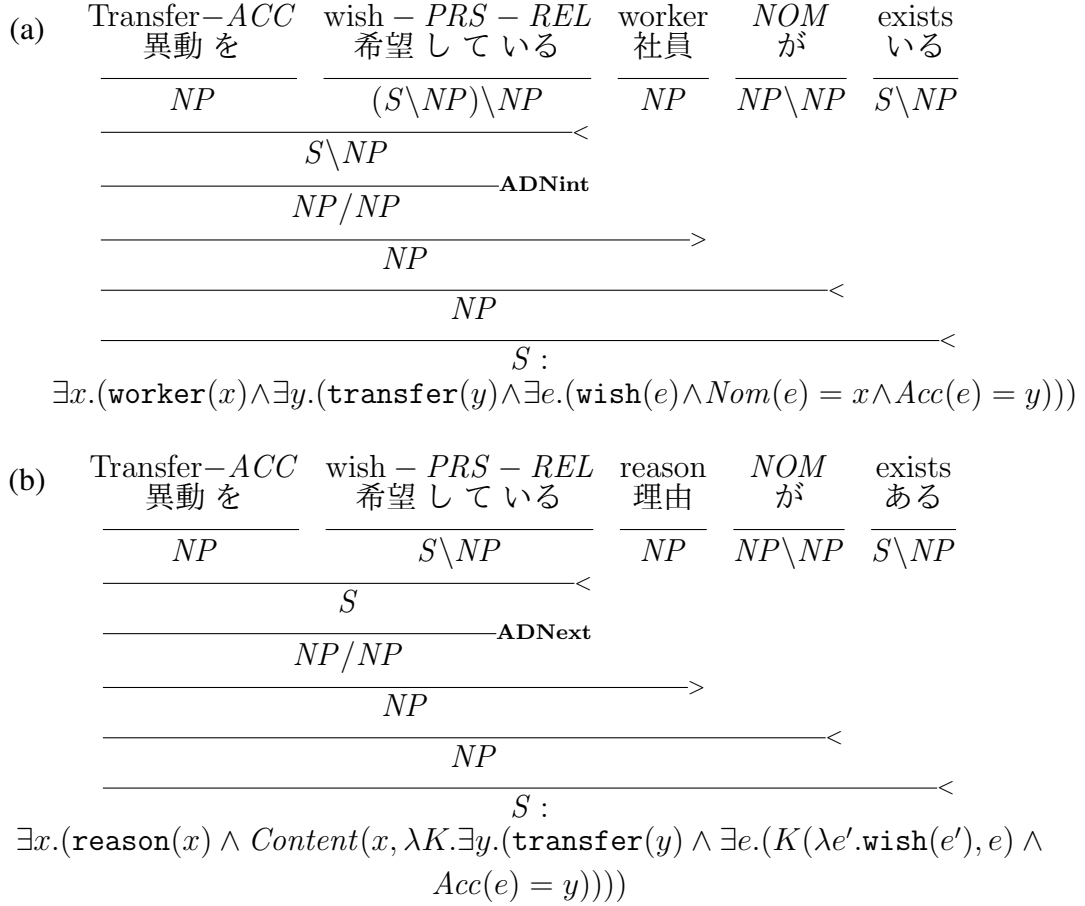 (a)
Transfer−ACC wish − PRS − REL worker NOM exists
異動 を 希望 し て いる 社員 が いる
NP (S\NP)\NP NP NP\NP S\NP
<
S\NP
ADNint
NP/NP
>
NP
<
NP
<
S :
∃x.(worker(x)∧∃y.(transfer(y)∧∃e.(wish(e)∧Nom(e) = x∧Acc(e) = y)))
(b)
Transfer−ACC wish − PRS − REL reason NOM exists
異動 を 希望 し て いる 理由 が ある
NP S\NP NP NP\NP S\NP
<
S
ADNext
NP/NP
>
NP
<
NP
<
S :
∃x.(reason(x) ∧ Content(x, λK.∃y.(transfer(y) ∧ ∃e.(K(λe′.wish(e′), e) ∧
Acc(e) = y))))